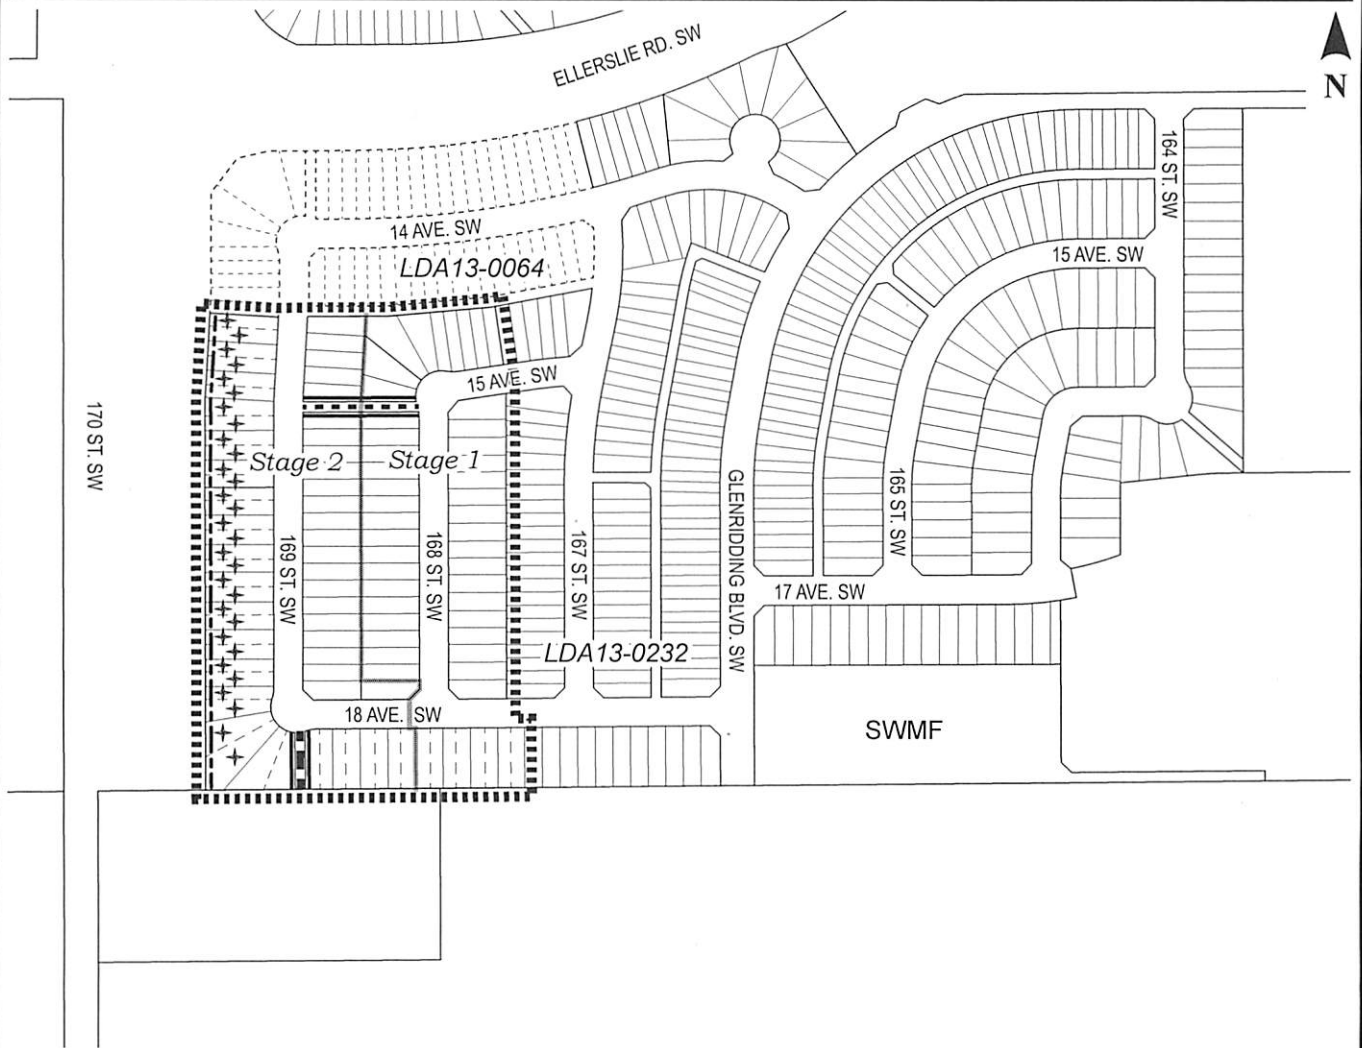 ELLERSLIE RD. SW
N
164 ST. SW
14 AVE. SW
15 AVE. SW
LDA13-0064
15 AVE. SW
170 ST. SW
Stage 2
Stage 1
GLENRIDDING BLVD. SW
165 ST. SW
169 ST. SW
168 ST. SW
167 ST. SW
17 AVE. SW
LDA13-0232
18 AVE. SW
SWMF